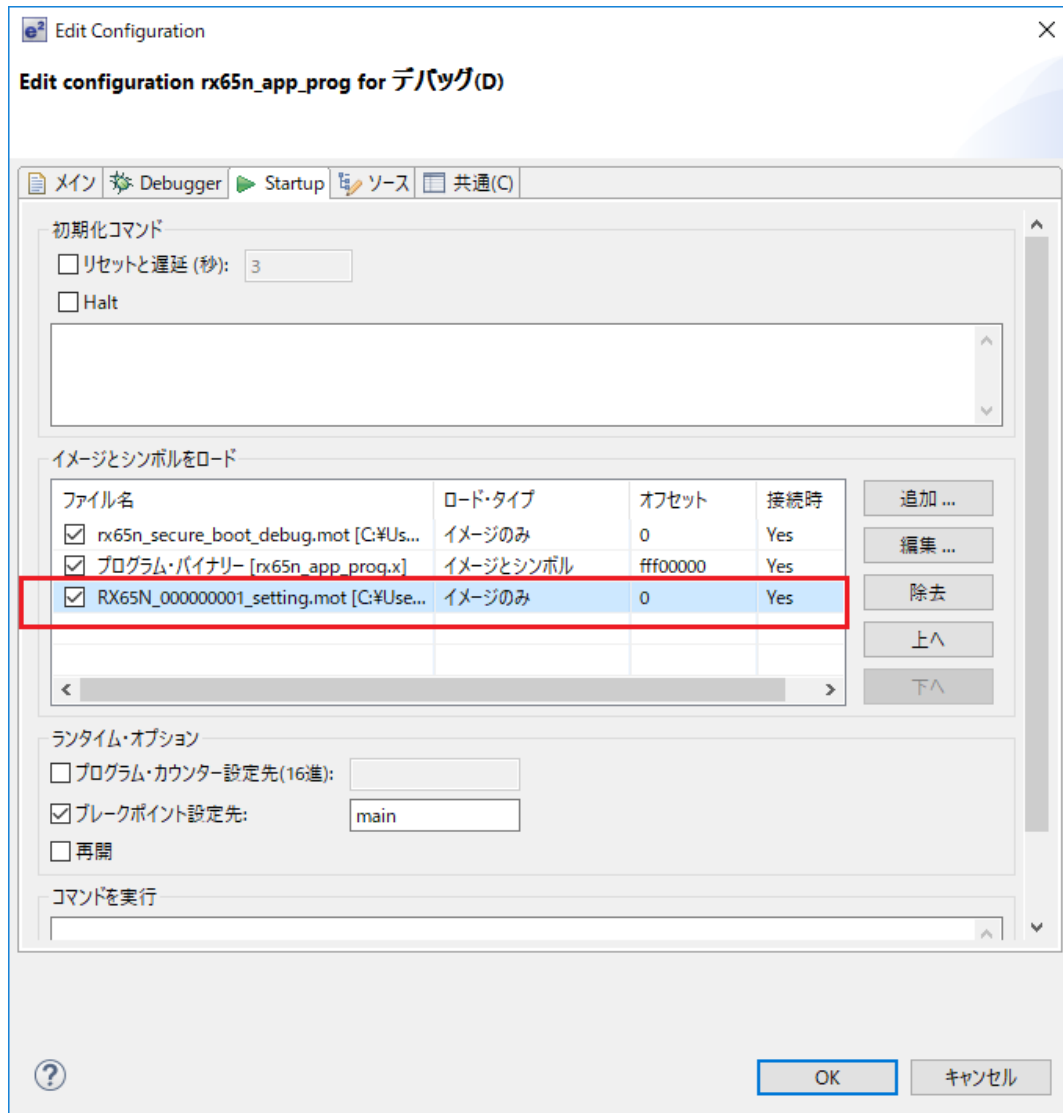 e² Edit Configuration
Edit configuration rx65n_app_prog for デバッグ(D)
メイン Debugger Startup ソース 共通(C)
初期化コマンド
リセットと遅延 (秒): 3
Halt
イメージとシンボルをロード
ファイル名 ロード・タイプ オフセット 接続時
rx65n_secure_boot_debug.mot [C:¥Us... イメージのみ 0 Yes
プログラム・バイナリー [rx65n_app_prog.x] イメージとシンボル fff00000 Yes
RX65N_000000001_setting.mot [C:¥Use... イメージのみ 0 Yes
追加 ...
編集 ...
除去
上へ
下へ
ランタイム・オプション
プログラム・カウンター設定先(16進):
ブレークポイント設定先: main
再開
コマンドを実行
?
OK キャンセル